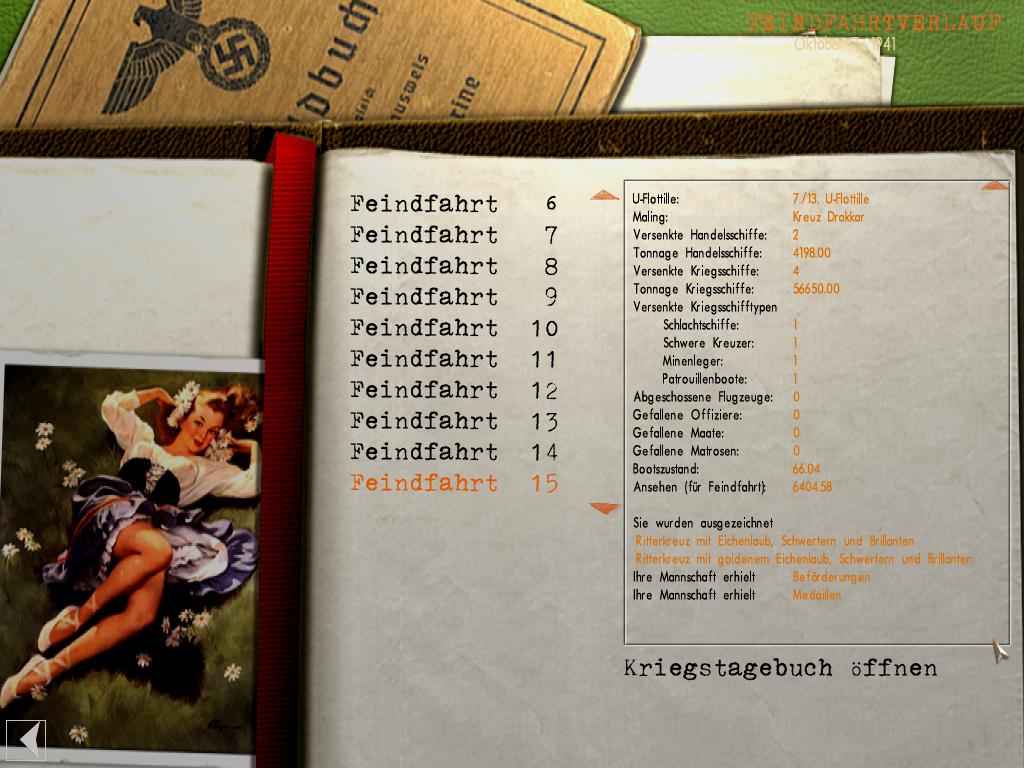 FEINDFAHRTVERLAUF
Oktober 1941
dbuch
ausweis
rine
Feindfahrt 6
Feindfahrt 7
Feindfahrt 8
Feindfahrt 9
Feindfahrt 10
Feindfahrt 11
Feindfahrt 12
Feindfahrt 13
Feindfahrt 14
Feindfahrt 15
U-Flottille: 7./13. U-Flottille
Maling: Kreuz Drakkar
Versenkte Handelsschiffe: 2
Tonnage Handelsschiffe: 4198.00
Versenkte Kriegsschiffe: 4
Tonnage Kriegsschiffe: 56650.00
Versenkte Kriegsschifftypen
Schlachtschiffe: 1
Schwere Kreuzer: 1
Minenleger: 1
Patrouillenboote: 1
Abgeschossene Flugzeuge: 0
Gefallene Offiziere: 0
Gefallene Maate: 0
Gefallene Matrosen: 0
Bootszustand: 66.04
Ansehen (für Feindfahrt): 6404.58
Sie wurden ausgezeichnet
Ritterkreuz mit Eichenlaub, Schwertern und Brillanten
Ritterkreuz mit goldenem Eichenlaub, Schwertern und Brillanten
Ihre Mannschaft erhielt Beförderungen
Ihre Mannschaft erhielt Medaillen
Kriegstagebuch öffnen